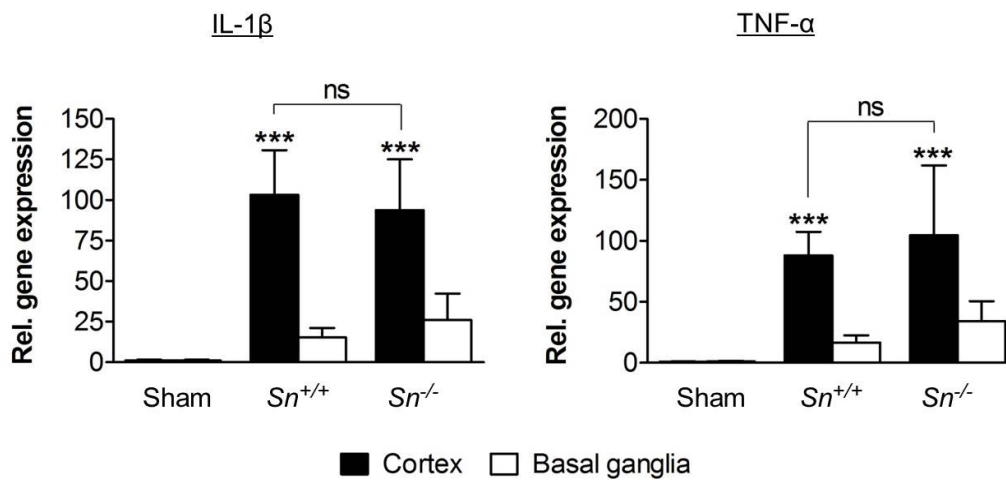 IL-1β
TNF-α
Rel. gene expression
150
125
100
75
50
25
0
ns
***
***
Sham
Sn+/+
Sn-/-
Rel. gene expression
200
150
100
50
0
ns
***
***
Sham
Sn+/+
Sn-/-
Cortex
Basal ganglia